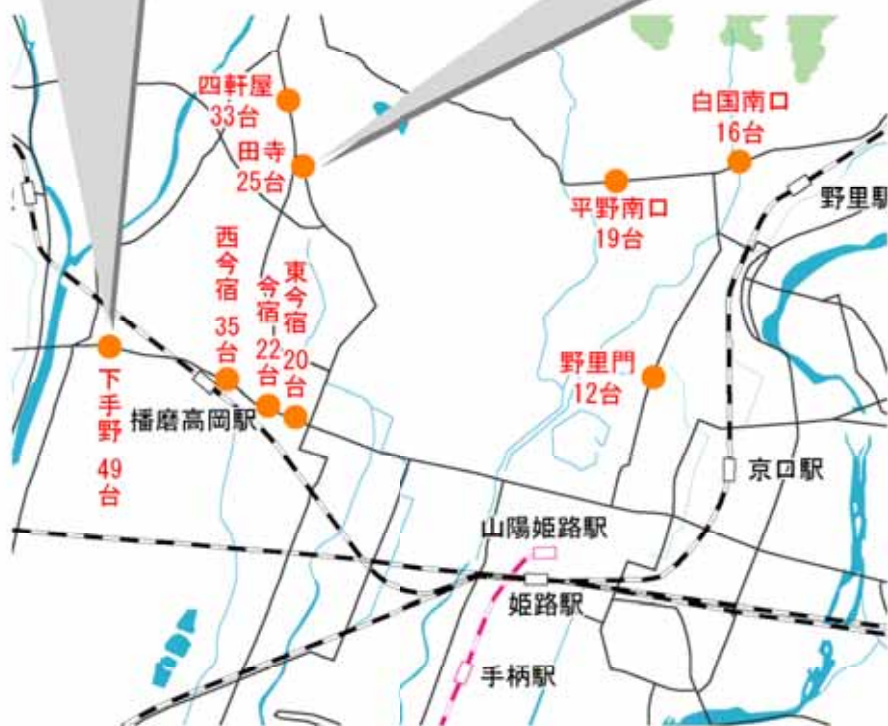 四軒屋
33台
田寺
25台
白国南口
16台
平野南口
19台
野里駅
西今宿 35台
今宿 22台
東今宿 20台
下手野 49台
播磨高岡駅
野里門
12台
京口駅
山陽姫路駅
姫路駅
手柄駅